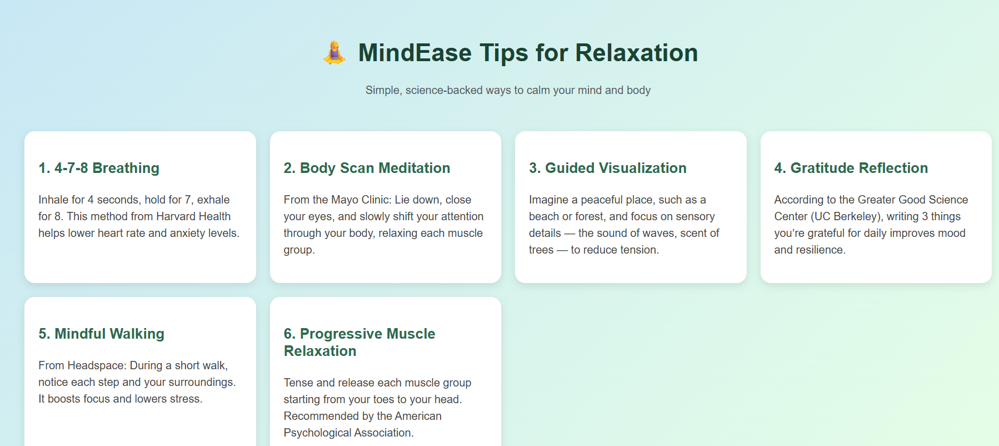 🧘‍♀️ MindEase Tips for Relaxation
Simple, science-backed ways to calm your mind and body
1. 4-7-8 Breathing
Inhale for 4 seconds, hold for 7, exhale
for 8. This method from Harvard Health
helps lower heart rate and anxiety levels.
2. Body Scan Meditation
From the Mayo Clinic: Lie down, close
your eyes, and slowly shift your attention
through your body, relaxing each muscle
group.
3. Guided Visualization
Imagine a peaceful place, such as a
beach or forest, and focus on sensory
details — the sound of waves, scent of
trees — to reduce tension.
4. Gratitude Reflection
According to the Greater Good Science
Center (UC Berkeley), writing 3 things
you’re grateful for daily improves mood
and resilience.
5. Mindful Walking
From Headspace: During a short walk,
notice each step and your surroundings.
It boosts focus and lowers stress.
6. Progressive Muscle
Relaxation
Tense and release each muscle group
starting from your toes to your head.
Recommended by the American
Psychological Association.